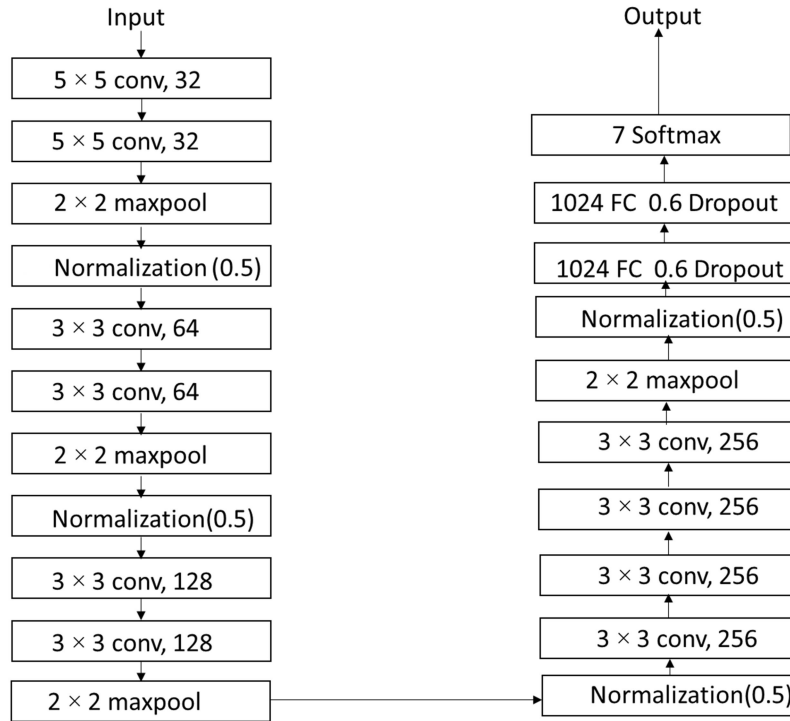 Input
5 × 5 conv, 32
5 × 5 conv, 32
2 × 2 maxpool
Normalization (0.5)
3 × 3 conv, 64
3 × 3 conv, 64
2 × 2 maxpool
Normalization(0.5)
3 × 3 conv, 128
3 × 3 conv, 128
2 × 2 maxpool
Normalization(0.5)
3 × 3 conv, 256
3 × 3 conv, 256
3 × 3 conv, 256
3 × 3 conv, 256
2 × 2 maxpool
Normalization(0.5)
1024 FC 0.6 Dropout
1024 FC 0.6 Dropout
7 Softmax
Output